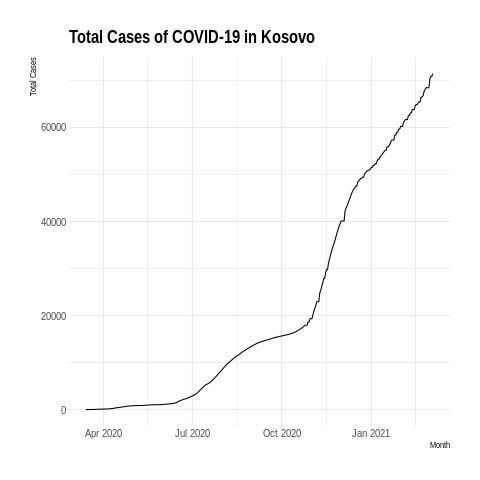 Total Cases of COVID-19 in Kosovo
Total Cases
60000
40000
20000
0
Apr 2020 Jul 2020 Oct 2020 Jan 2021
Month